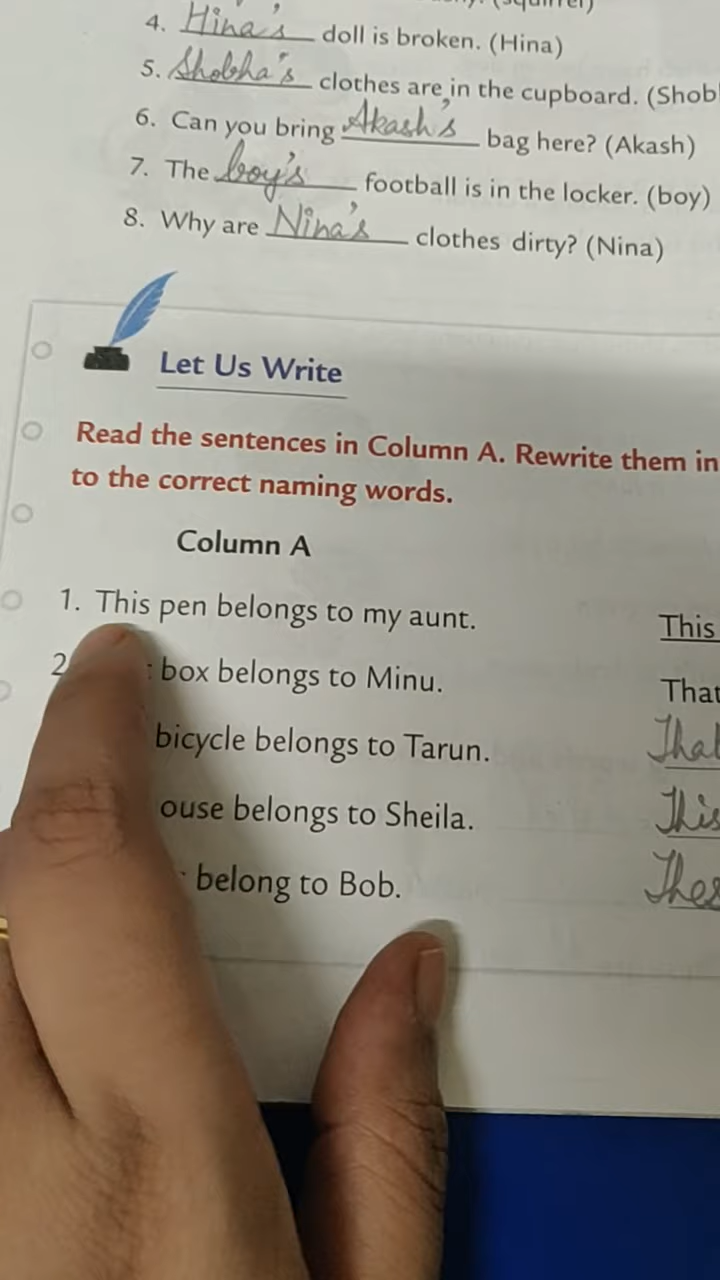 4. Hina's doll is broken. (Hina)
5. Shobha's clothes are in the cupboard. (Shob
6. Can you bring Akash's bag here? (Akash)
7. The boy's football is in the locker. (boy)
8. Why are Nina's clothes dirty? (Nina)
Let Us Write
Read the sentences in Column A. Rewrite them in
to the correct naming words.
Column A
1. This pen belongs to my aunt. This
2 box belongs to Minu. That
bicycle belongs to Tarun. That
ouse belongs to Sheila. This
belong to Bob. Thes